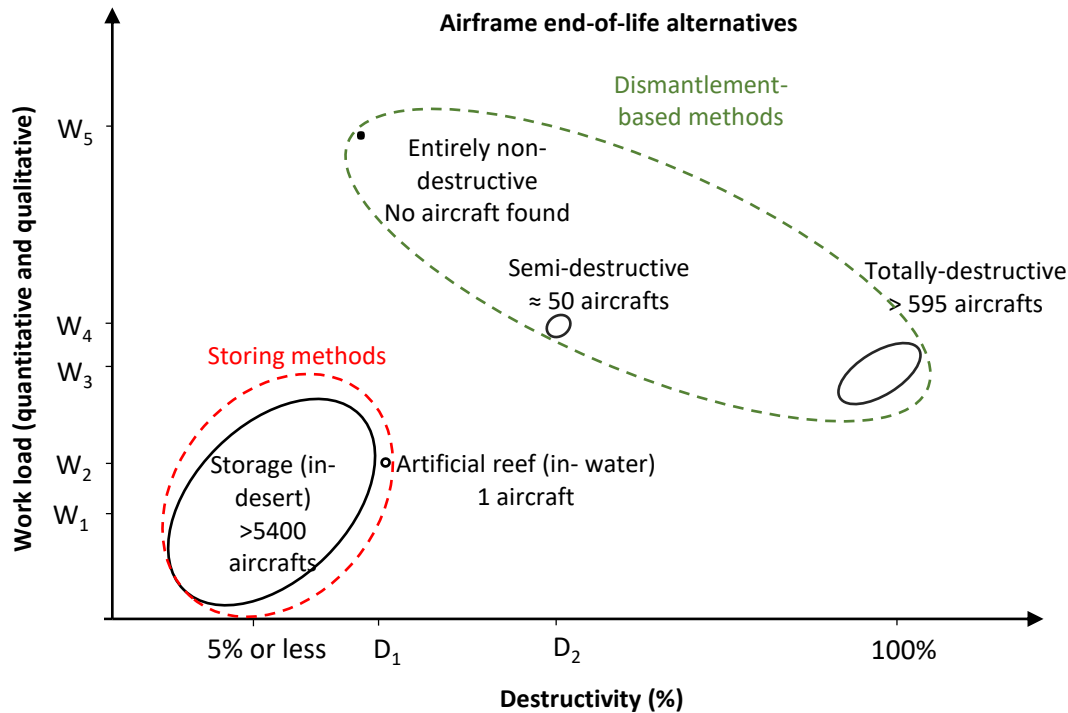 Airframe end-of-life alternatives
Work load (quantitative and qualitative)
W5
W4
W3
W2
W1
Dismantlement-
based methods
Entirely non-
destructive
No aircraft found
Semi-destructive
≈ 50 aircrafts
Totally-destructive
> 595 aircrafts
Storing methods
Storage (in-
desert)
>5400
aircrafts
Artificial reef (in- water)
1 aircraft
5% or less
D1
D2
100%
Destructivity (%)